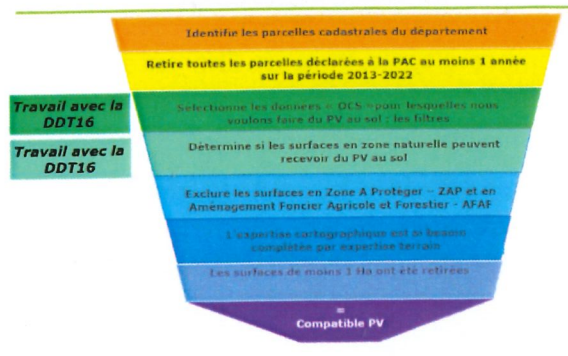 Identifie les parcelles cadastrales du departement
Retire toutes les parcelles déclarées à la PAC au moins 1 année
sur la période 2013-2022
Travail avec la
DDT16
Sélectionne les données « OCS » pour lesquelles nous
voulons faire du PV au sol : les filtres
Travail avec la
DDT16
Détermine si les surfaces en zone naturelle peuvent
recevoir du PV au sol
Exclure les surfaces en Zone A Protéger – ZAP et en
Aménagement Foncier Agricole et Forestier - AFAF
L'expertise cartographique est si besoin
complétée par expertise terrain
Les surfaces de moins 1 Ha ont été retirées
=
Compatible PV